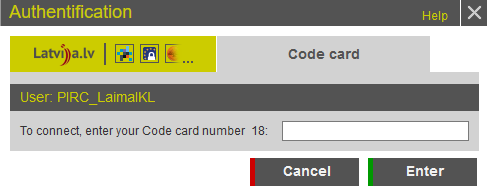 Authentification
Help
Latvija.lv
...
Code card
User: PIRC_LaimaIKL
To connect, enter your Code card number 18:
Cancel
Enter